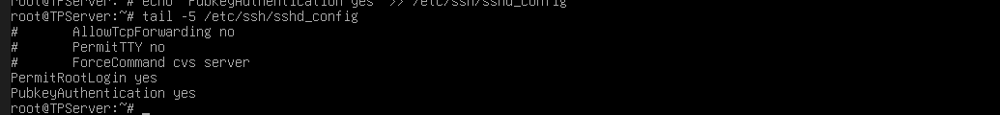 root@TPServer:~# echo "PubkeyAuthentication yes" >> /etc/ssh/sshd_config
root@TPServer:~# tail -5 /etc/ssh/sshd_config
#       AllowTcpForwarding no
#       PermitTTY no
#       ForceCommand cvs server
PermitRootLogin yes
PubkeyAuthentication yes
root@TPServer:~# _